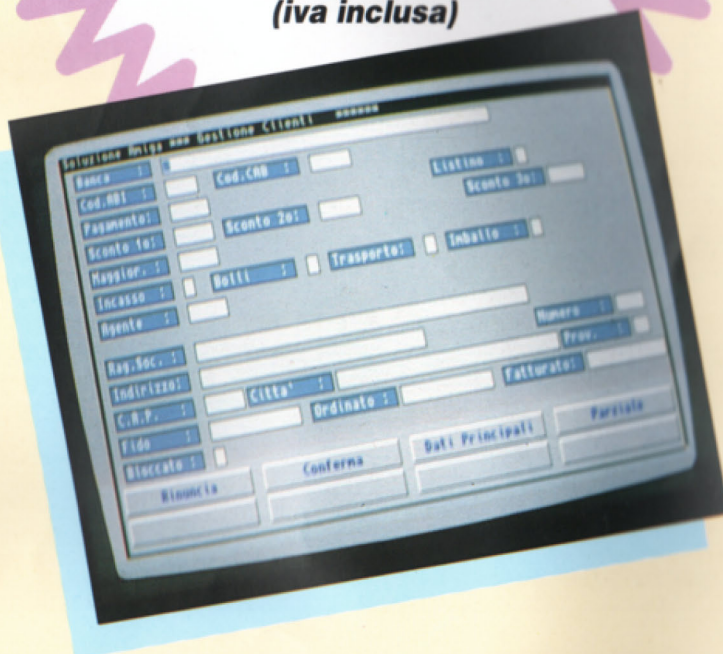 (iva inclusa)
Soluzione Amiga *** Gestione Clienti ******
Banca :
Cod.ABI : Cod.CAB : Listino :
Pagamento: Sconto 3o:
Sconto 1o: Sconto 2o:
Maggior. :
Incasso : Bolli : Trasporto: Imballo :
Agente :
Rag.Soc. : Numero :
Indirizzo: Prov. :
C.A.P. : Citta' : Fatturato:
Fido : Ordinato :
Bloccato :
Rinuncia Conferma Dati Principali Parziale